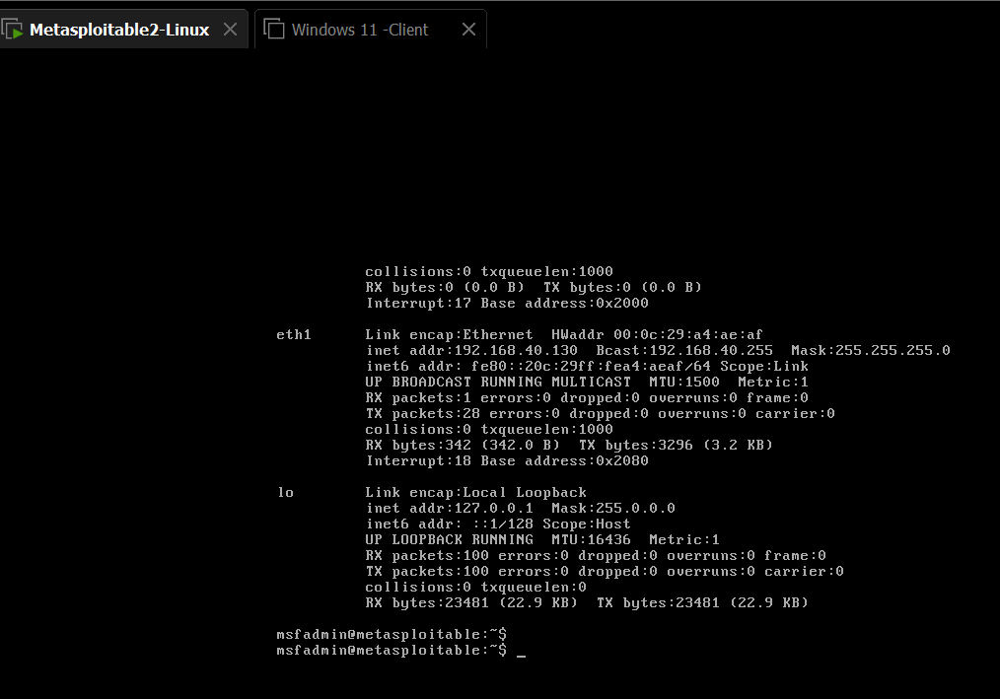 Metasploitable2-Linux
Windows 11 -Client
collisions:0 txqueuelen:1000
RX bytes:0 (0.0 B)  TX bytes:0 (0.0 B)
Interrupt:17 Base address:0x2000
eth1      Link encap:Ethernet  HWaddr 00:0c:29:a4:ae:af
inet addr:192.168.40.130  Bcast:192.168.40.255  Mask:255.255.255.0
inet6 addr: fe80::20c:29ff:fea4:aeaf/64 Scope:Link
UP BROADCAST RUNNING MULTICAST  MTU:1500  Metric:1
RX packets:1 errors:0 dropped:0 overruns:0 frame:0
TX packets:28 errors:0 dropped:0 overruns:0 carrier:0
collisions:0 txqueuelen:1000
RX bytes:342 (342.0 B)  TX bytes:3296 (3.2 KB)
Interrupt:18 Base address:0x2080
lo        Link encap:Local Loopback
inet addr:127.0.0.1  Mask:255.0.0.0
inet6 addr: ::1/128 Scope:Host
UP LOOPBACK RUNNING  MTU:16436  Metric:1
RX packets:100 errors:0 dropped:0 overruns:0 frame:0
TX packets:100 errors:0 dropped:0 overruns:0 carrier:0
collisions:0 txqueuelen:0
RX bytes:23481 (22.9 KB)  TX bytes:23481 (22.9 KB)
msfadmin@metasploitable:~$
msfadmin@metasploitable:~$ _